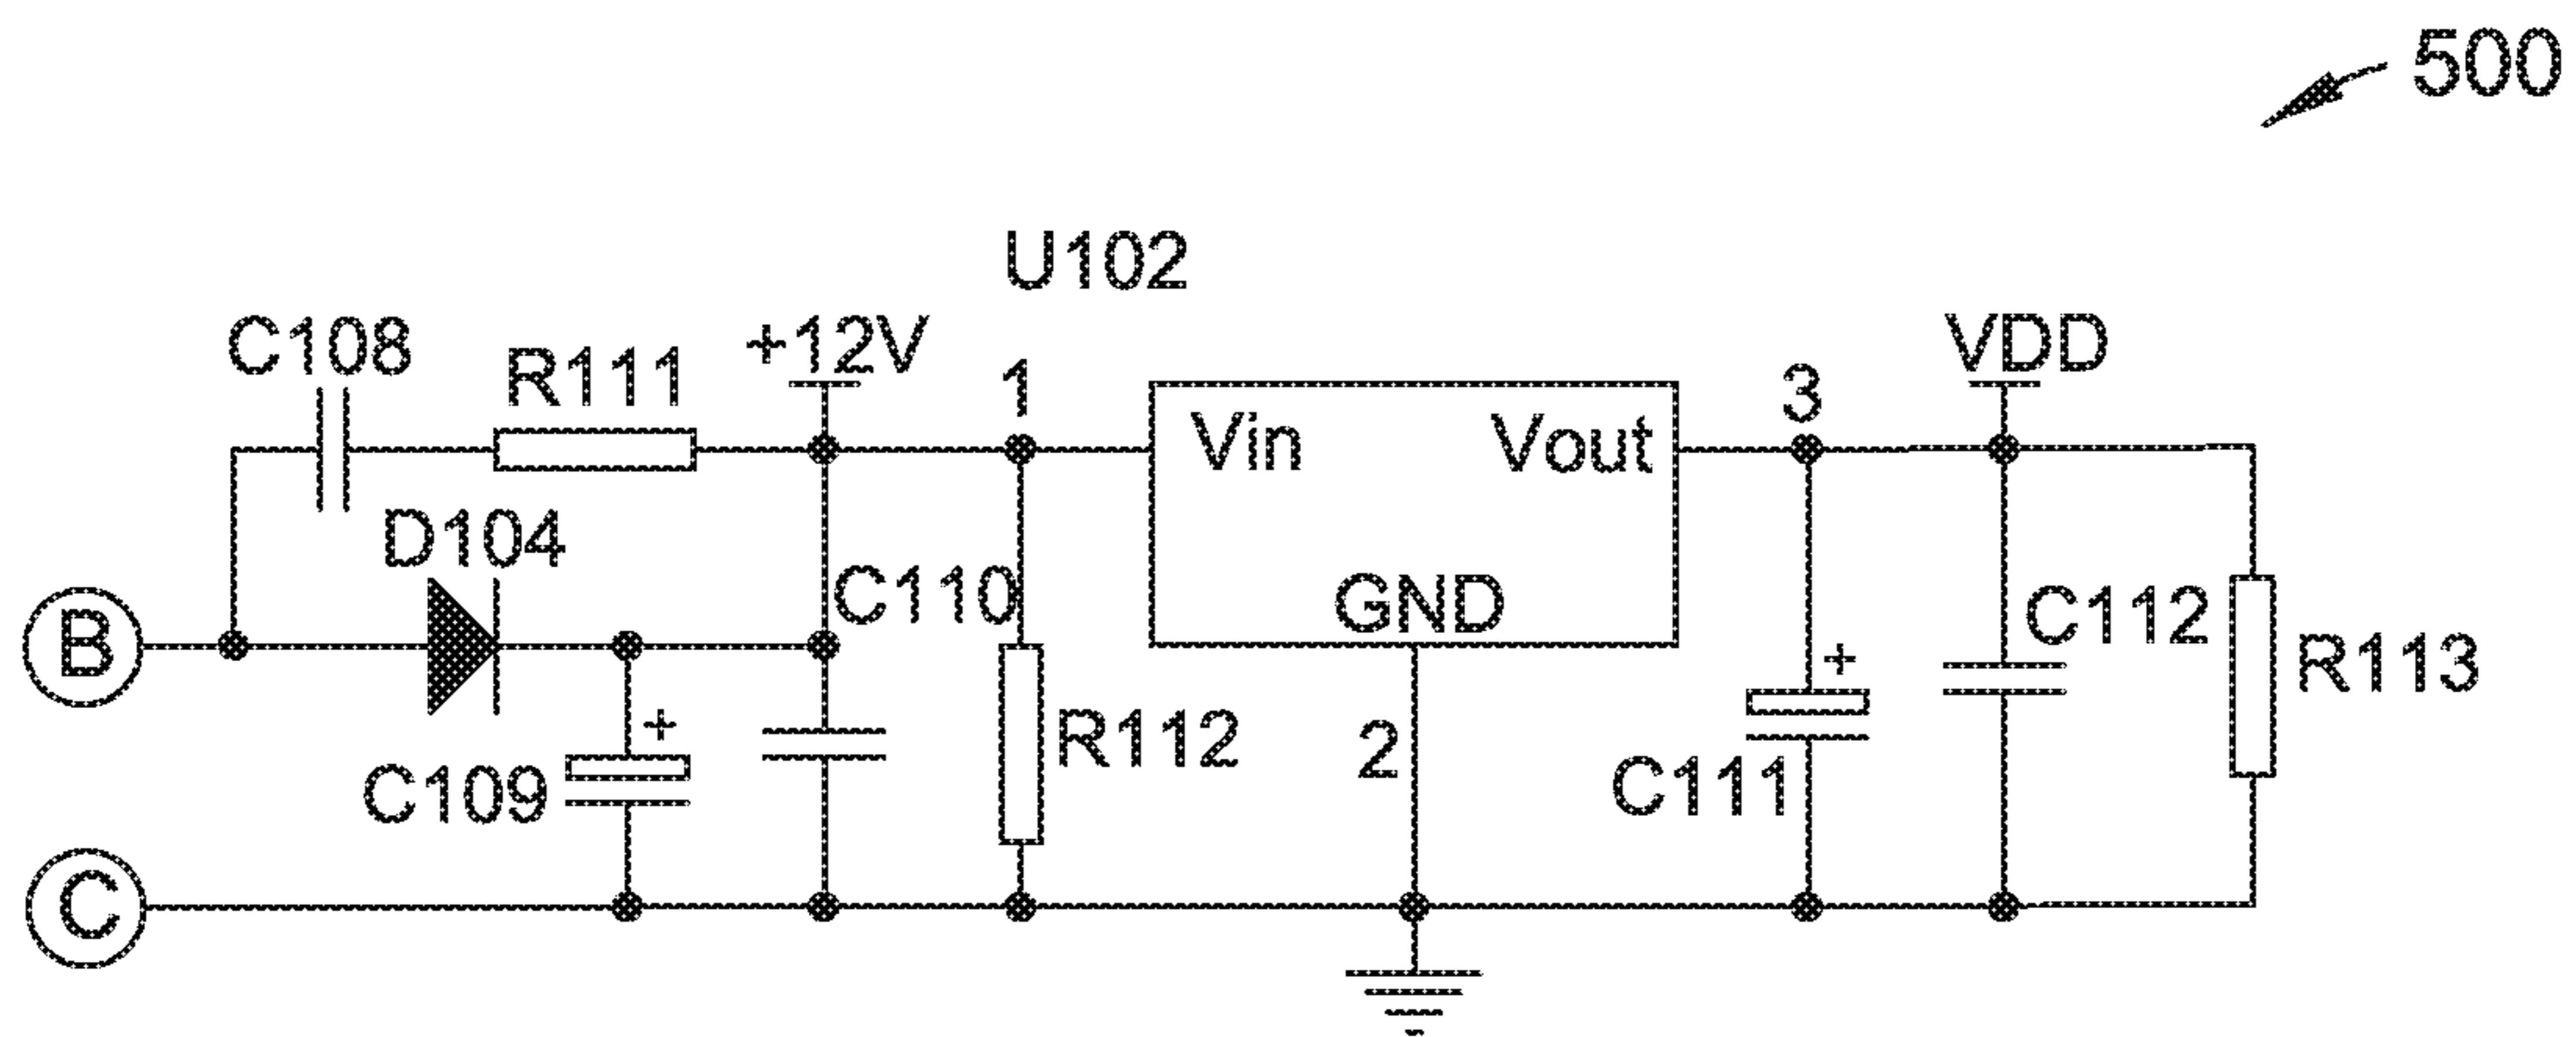 500
U102
C108
R111
+12V
1
3
VDD
Vin
Vout
D104
C110
GND
C112
B
R113
+
+
R112
2
C109
C111
C